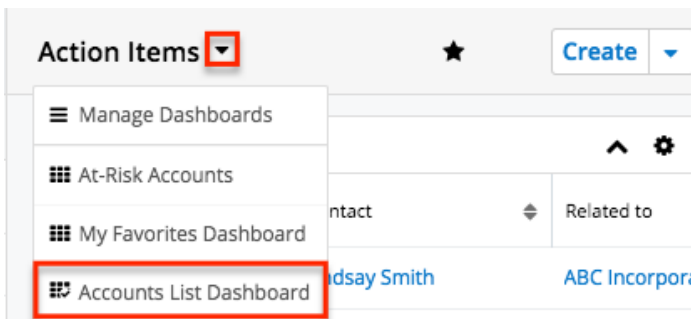 Action Items
Create
Manage Dashboards
At-Risk Accounts
ntact
Related to
My Favorites Dashboard
dsay Smith
ABC Incorpora
Accounts List Dashboard